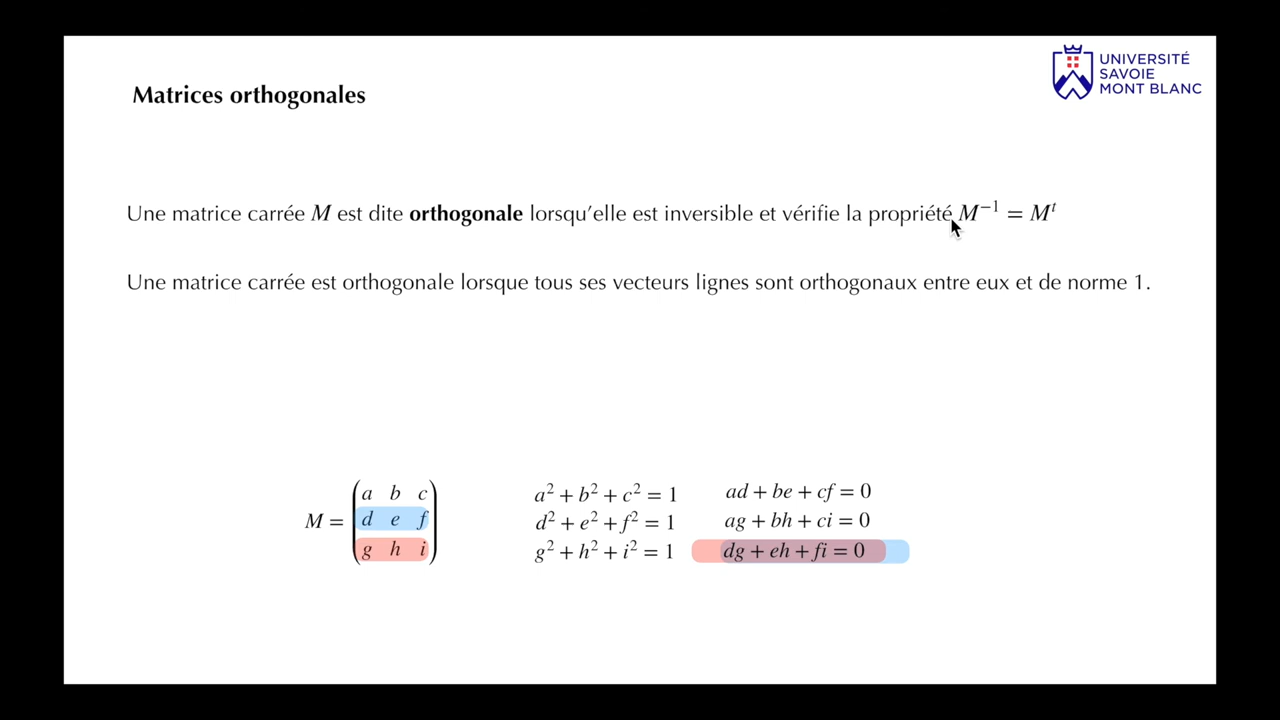 UNIVERSITÉ
SAVOIE
MONT BLANC
Matrices orthogonales
Une matrice carrée M est dite orthogonale lorsqu'elle est inversible et vérifie la propriété M⁻¹ = Mᵗ
Une matrice carrée est orthogonale lorsque tous ses vecteurs lignes sont orthogonaux entre eux et de norme 1.
a b c
M = d e f
g h i
a² + b² + c² = 1
d² + e² + f² = 1
g² + h² + i² = 1
ad + be + cf = 0
ag + bh + ci = 0
dg + eh + fi = 0